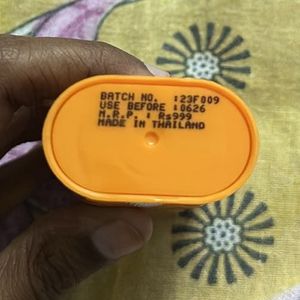 BATCH NO. :23F009
USE BEFORE :0626
M.R.P. : Rs999
MADE IN THAILAND